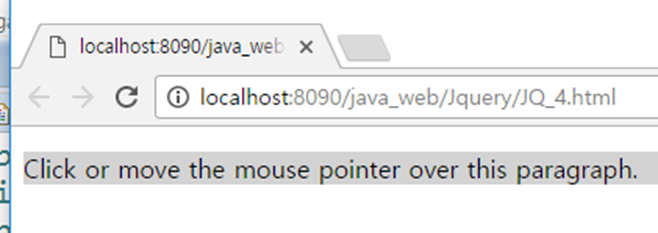 localhost:8090/java_web
localhost:8090/java_web/Jquery/JQ_4.html
Click or move the mouse pointer over this paragraph.